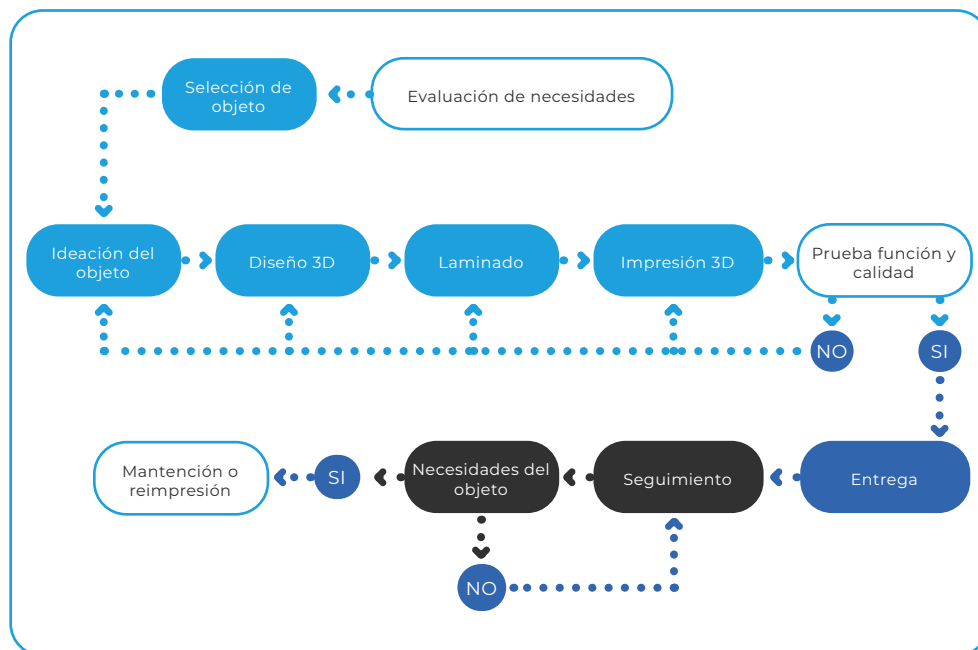 Selección de
objeto
Evaluación de necesidades
Ideación del
objeto
Diseño 3D
Laminado
Impresión 3D
Prueba función y
calidad
NO
SI
Mantención o
reimpresión
SI
Necesidades del
objeto
Seguimiento
Entrega
NO